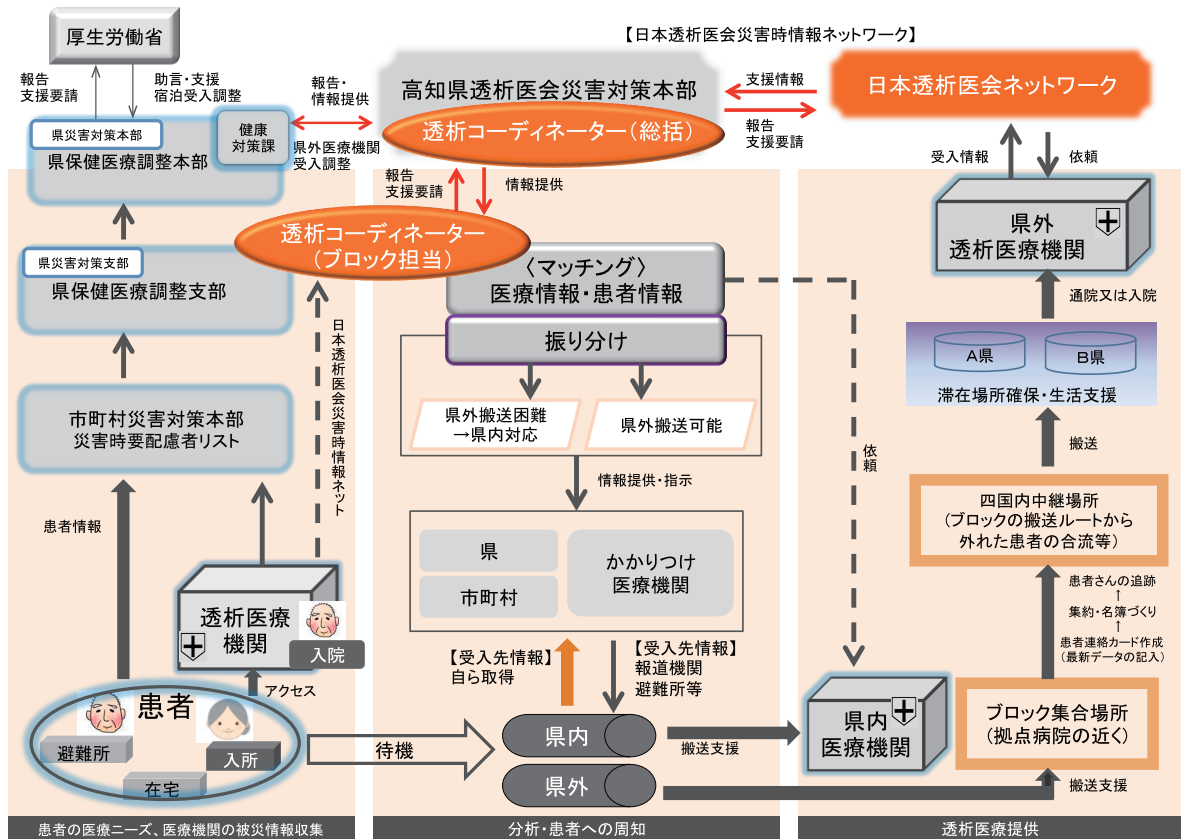 厚生労働省
報告
支援要請
助言・支援
宿泊受入調整
県災害対策本部
県保健医療調整本部
健康
対策課
報告・
情報提供
県外医療機関
受入調整
【日本透析医会災害時情報ネットワーク】
高知県透析医会災害対策本部
透析コーディネーター（総括）
支援情報
報告
支援要請
日本透析医会ネットワーク
報告
支援要請
情報提供
透析コーディネーター
（ブロック担当）
県災害対策支部
県保健医療調整支部
市町村災害対策本部
災害時要配慮者リスト
患者情報
日本透析医会災害時情報ネット
透析医療
機関
入院
アクセス
患者
避難所
入所
在宅
患者の医療ニーズ、医療機関の被災情報収集
〈マッチング〉
医療情報・患者情報
振り分け
県外搬送困難
→県内対応
県外搬送可能
情報提供・指示
県
市町村
かかりつけ
医療機関
【受入先情報】
自ら取得
【受入先情報】
報道機関
避難所等
待機
県内
県外
搬送支援
分析・患者への周知
受入情報
依頼
県外
透析医療機関
通院又は入院
A県
B県
滞在場所確保・生活支援
搬送
四国内中継場所
（ブロックの搬送ルートから
外れた患者の合流等）
依頼
患者さんの追跡
↑
集約・名簿づくり
↑
患者連絡カード作成
（最新データの記入）
県内
医療機関
ブロック集合場所
（拠点病院の近く）
搬送支援
透析医療提供